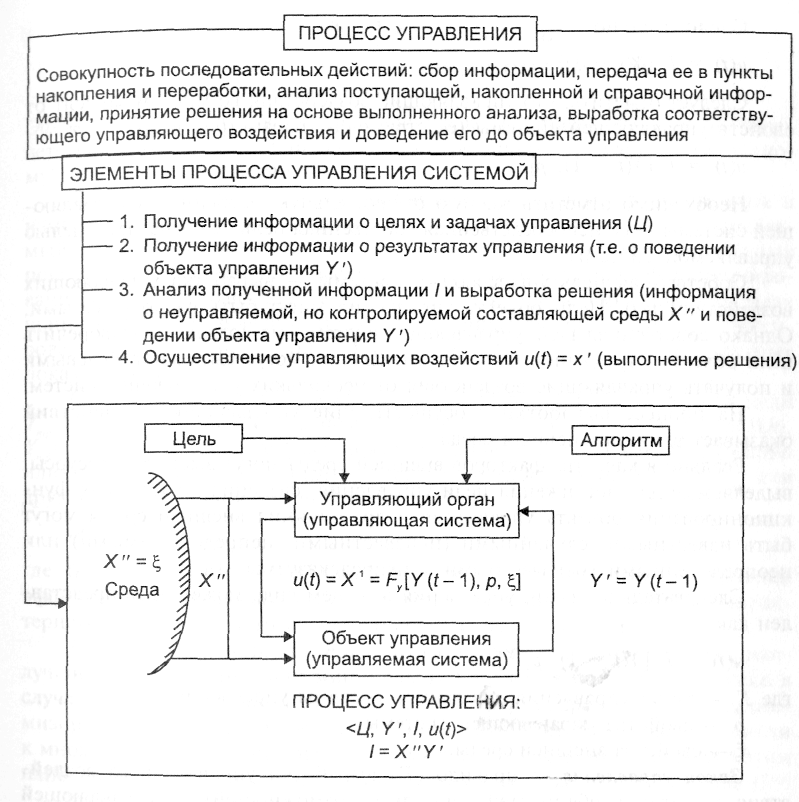 ПРОЦЕСС УПРАВЛЕНИЯ
Совокупность последовательных действий: сбор информации, передача ее в пункты
накопления и переработки, анализ поступающей, накопленной и справочной инфор-
мации, принятие решения на основе выполненного анализа, выработка соответству-
ющего управляющего воздействия и доведение его до объекта управления
ЭЛЕМЕНТЫ ПРОЦЕССА УПРАВЛЕНИЯ СИСТЕМОЙ
1. Получение информации о целях и задачах управления (Ц)
2. Получение информации о результатах управления (т.е. о поведении
объекта управления Y′)
3. Анализ полученной информации I и выработка решения (информация
о неуправляемой, но контролируемой составляющей среды X″ и пове-
дении объекта управления Y′)
4. Осуществление управляющих воздействий u(t) = x′ (выполнение решения)
Цель
Алгоритм
Управляющий орган
(управляющая система)
X″ = ξ
Среда
X″
u(t) = X¹ = Fᵧ[Y (t – 1), p, ξ]
Y′ = Y (t – 1)
Объект управления
(управляемая система)
ПРОЦЕСС УПРАВЛЕНИЯ:
<Ц, Y′, I, u(t)>
I = X″Y′